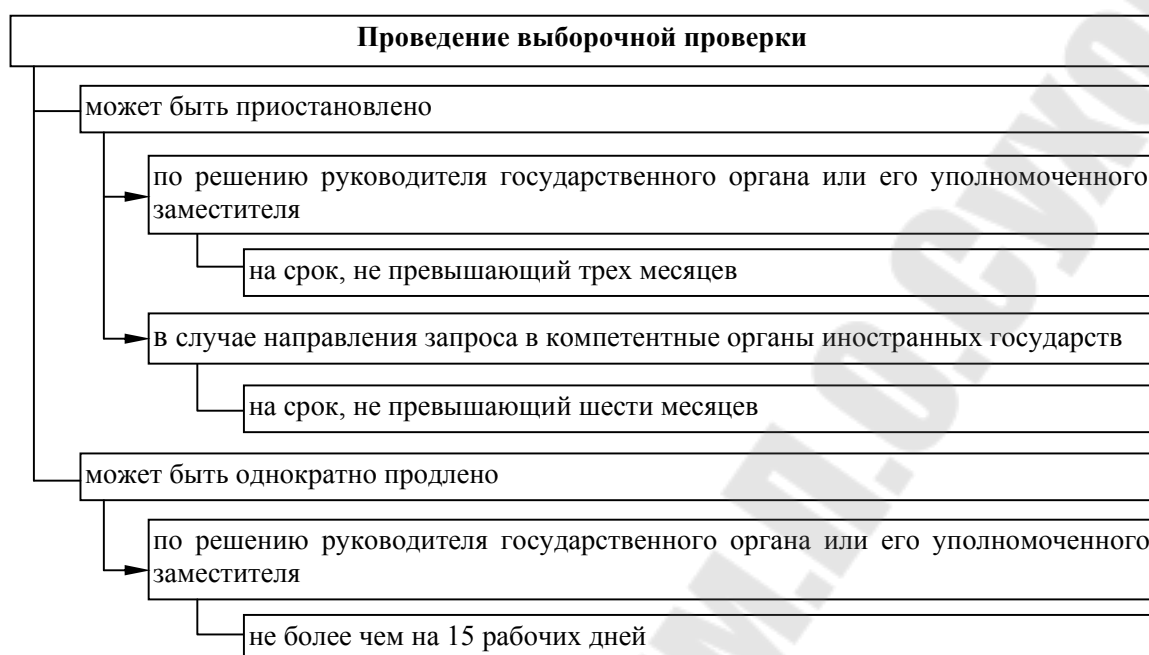 Проведение выборочной проверки
может быть приостановлено
по решению руководителя государственного органа или его уполномоченного
заместителя
на срок, не превышающий трех месяцев
в случае направления запроса в компетентные органы иностранных государств
на срок, не превышающий шести месяцев
может быть однократно продлено
по решению руководителя государственного органа или его уполномоченного
заместителя
не более чем на 15 рабочих дней
М.П.О.Сухо